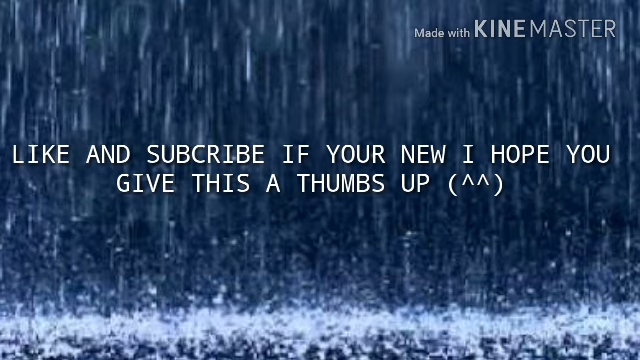 Made with KINEMASTER
LIKE AND SUBCRIBE IF YOUR NEW I HOPE YOU
GIVE THIS A THUMBS UP (^^)